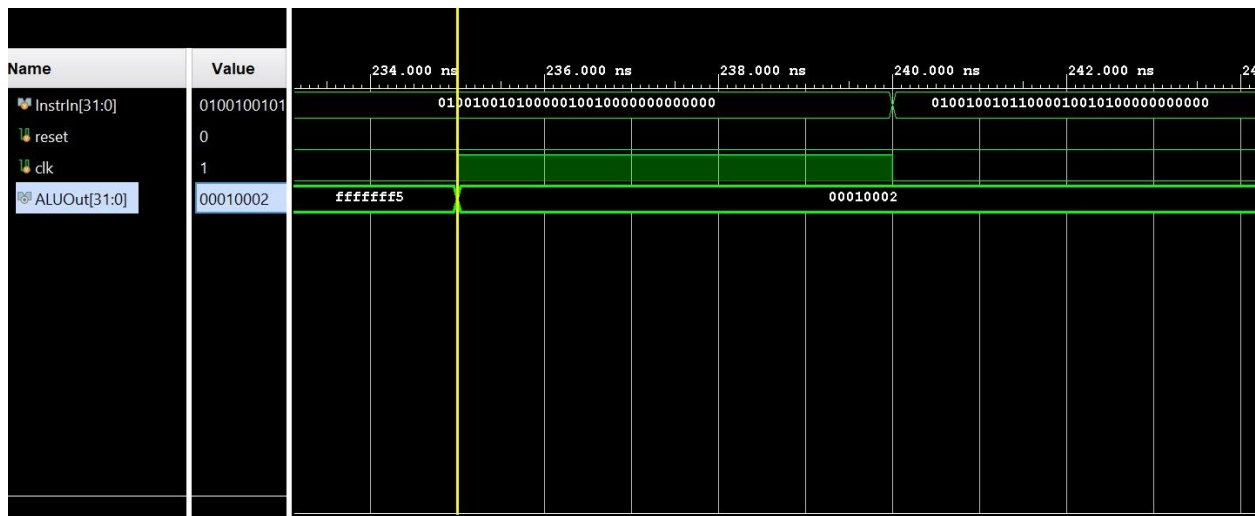 Name Value
234.000 ns 236.000 ns 238.000 ns 240.000 ns 242.000 ns 24
InstrIn[31:0] 0100100101 01001001010000010010000000000000 01001001011000010010100000000000
reset 0
clk 1
ALUOut[31:0] 00010002 fffffff5 00010002